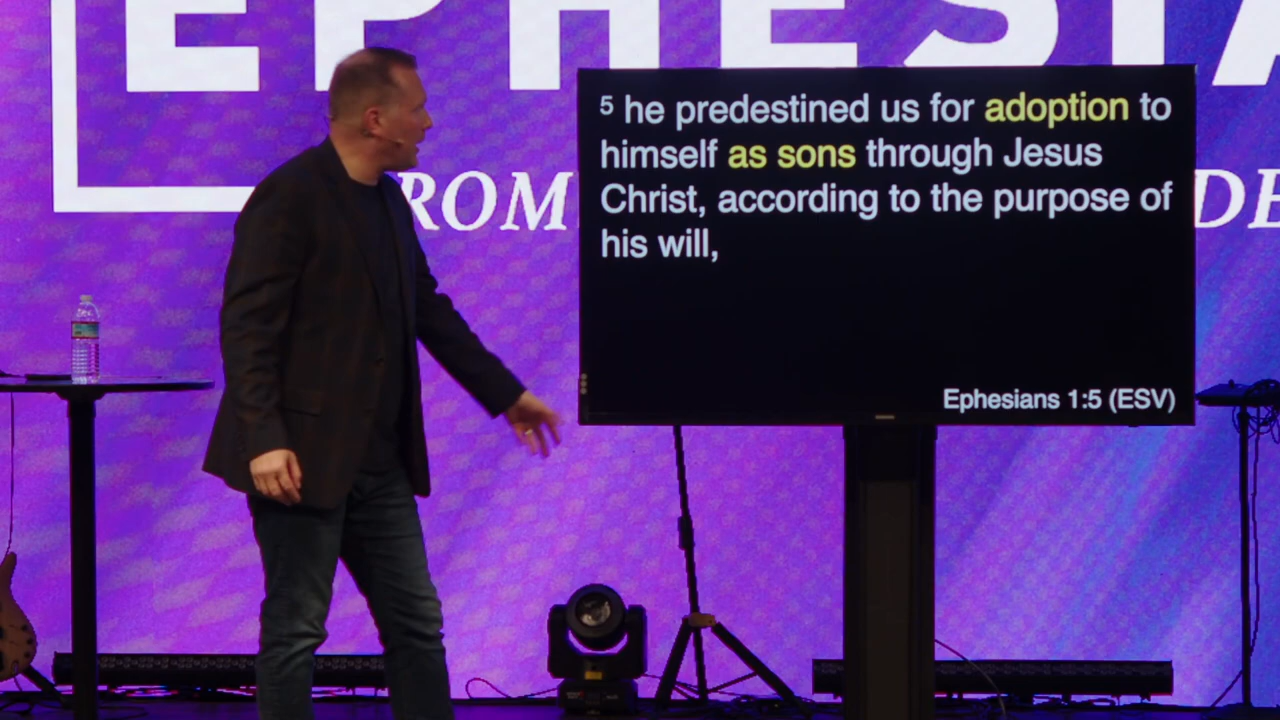 EPHESIA
ROM
DE
5 he predestined us for adoption to
himself as sons through Jesus
Christ, according to the purpose of
his will,
Ephesians 1:5 (ESV)